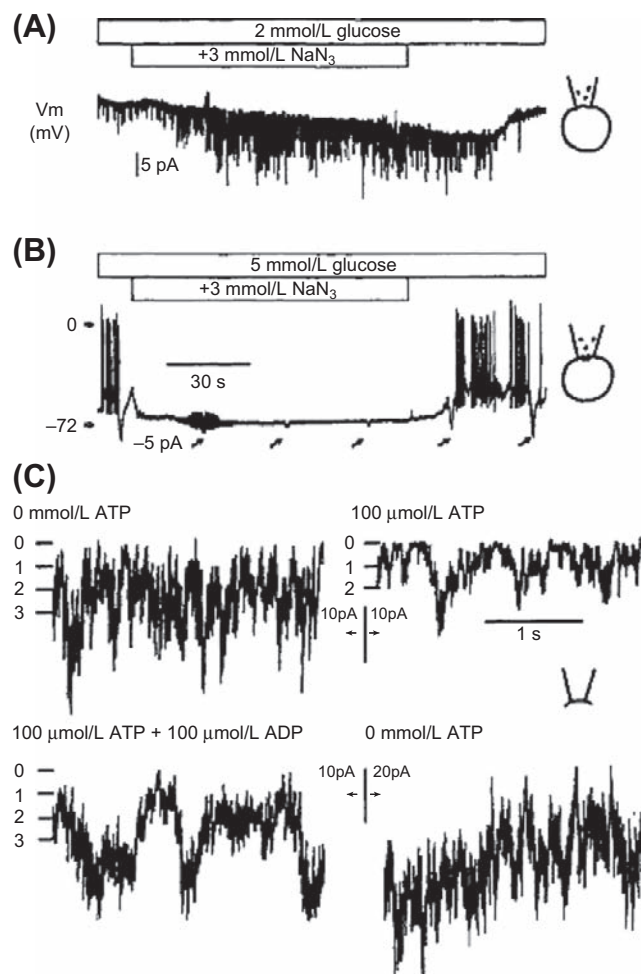 (A)
2 mmol/L glucose
+3 mmol/L NaN₃
Vm
(mV)
5 pA
(B)
5 mmol/L glucose
+3 mmol/L NaN₃
0
30 s
–72
–5 pA
(C)
0 mmol/L ATP
100 μmol/L ATP
0
1
2
3
0
1
2
10pA 10pA
1 s
100 μmol/L ATP + 100 μmol/L ADP
0 mmol/L ATP
0
1
2
3
10pA 20pA